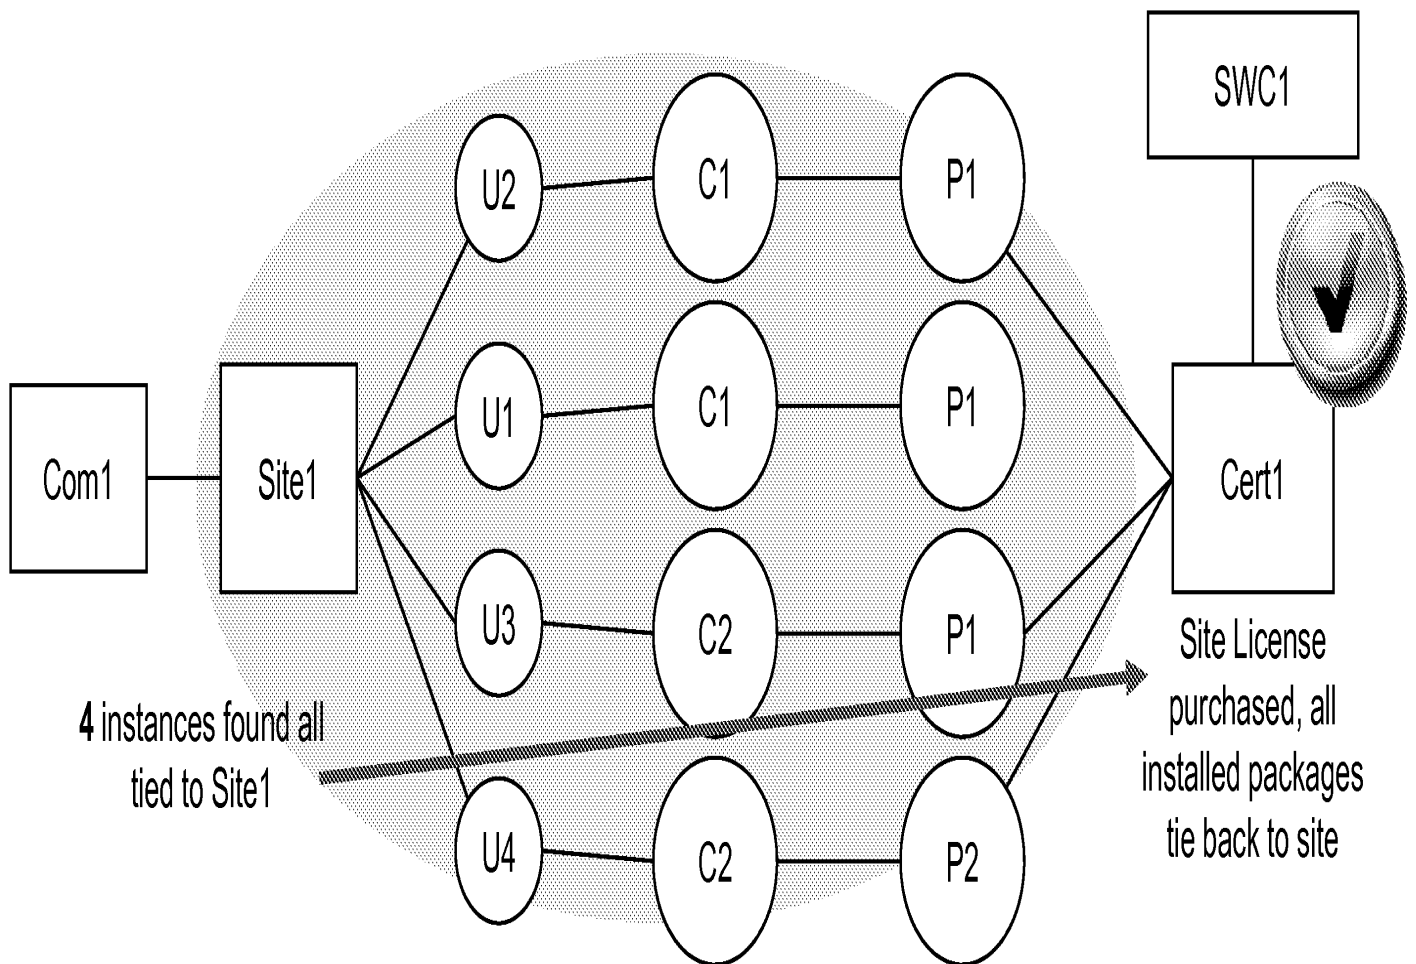 SWC1
U2
C1
P1
U1
C1
P1
Com1
Site1
Cert1
U3
C2
P1
Site License
purchased, all
installed packages
tie back to site
4 instances found all
tied to Site1
U4
C2
P2